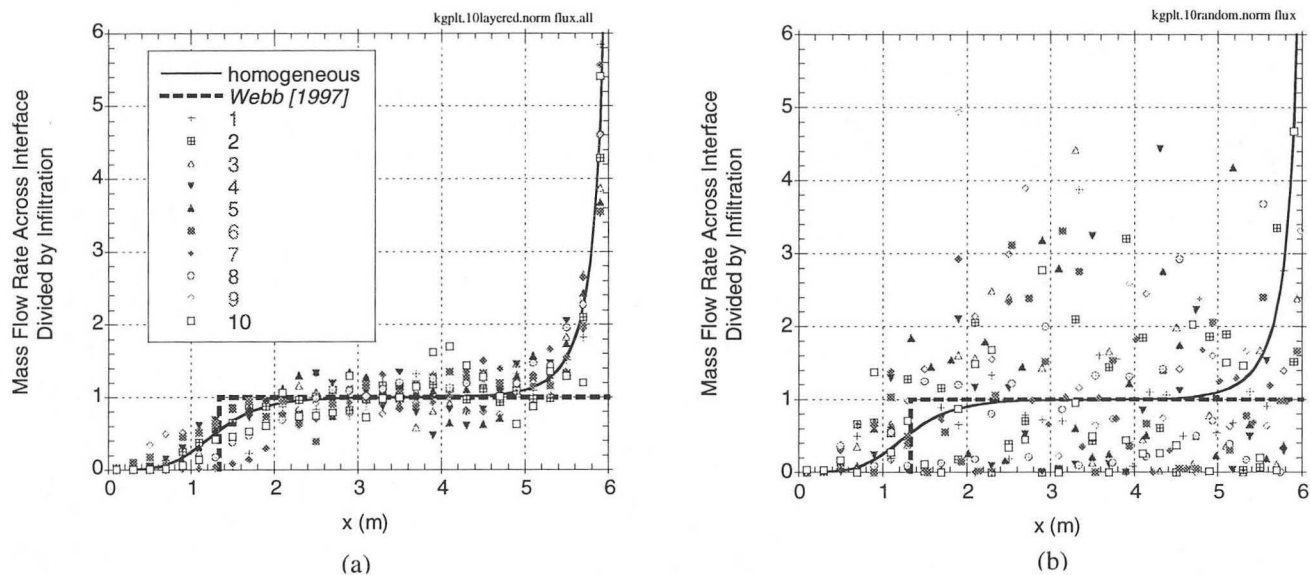 kgplt.10layered.norm flux.all
Mass Flow Rate Across Interface
Divided by Infiltration
6
5
4
3
2
1
0
homogeneous
Webb [1997]
1
2
3
4
5
6
7
8
9
10
0 1 2 3 4 5 6
x (m)
(a)
kgplt.10random.norm flux
Mass Flow Rate Across Interface
Divided by Infiltration
6
5
4
3
2
1
0
0 1 2 3 4 5 6
x (m)
(b)